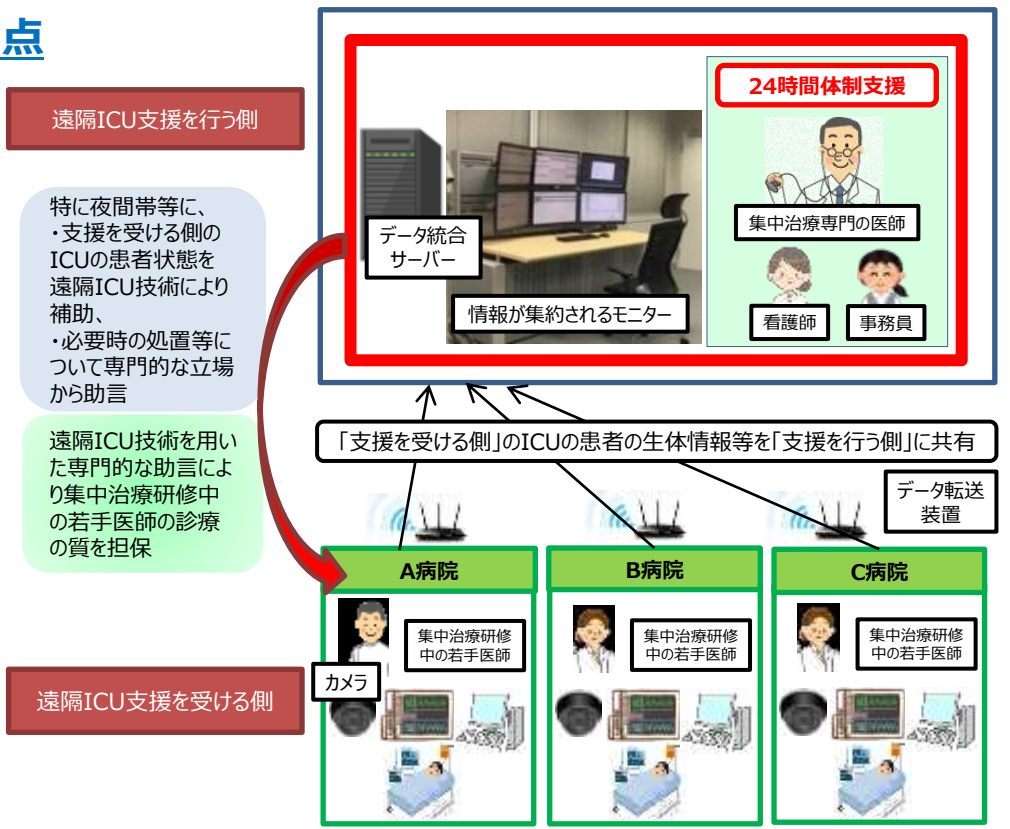 点
遠隔ICU支援を行う側
24時間体制支援
集中治療専門の医師
看護師
事務員
データ統合
サーバー
情報が集約されるモニター
特に夜間帯等に、
・支援を受ける側の
ICUの患者状態を
遠隔ICU技術により
補助、
・必要時の処置等に
ついて専門的な立場
から助言
遠隔ICU技術を用い
た専門的な助言によ
り集中治療研修中
の若手医師の診療
の質を担保
「支援を受ける側」のICUの患者の生体情報等を「支援を行う側」に共有
データ転送
装置
A病院
B病院
C病院
集中治療研修
中の若手医師
集中治療研修
中の若手医師
集中治療研修
中の若手医師
カメラ
遠隔ICU支援を受ける側